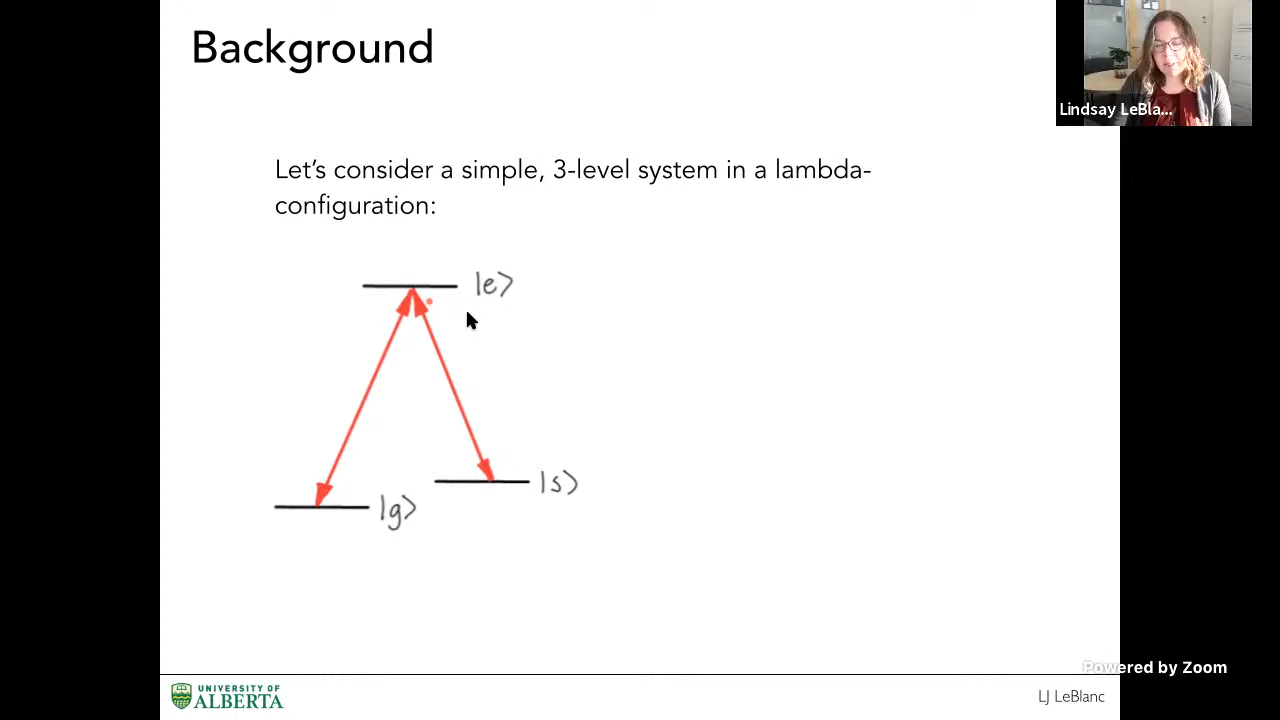 Background
Lindsay LeBla...
Let's consider a simple, 3-level system in a lambda-
configuration:
|e⟩
|s⟩
|g⟩
Powered by Zoom
UNIVERSITY OF
ALBERTA
LJ LeBlanc